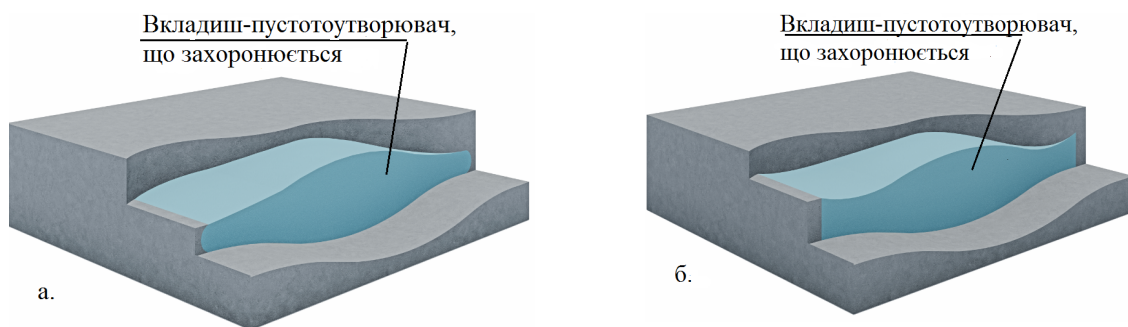 Вкладиш-пустотоутворювач,
що захоронюється
Вкладиш-пустотоутворювач,
що захоронюється
а.
б.